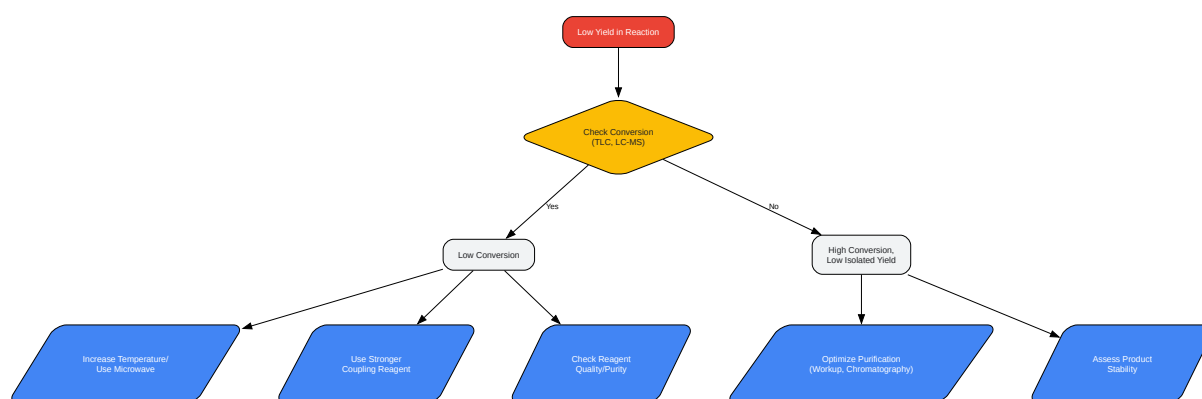 Low Yield in Reaction
Check Conversion
(TLC, LC-MS)
Yes
No
Low Conversion
High Conversion,
Low Isolated Yield
Increase Temperature/
Use Microwave
Use Stronger
Coupling Reagent
Check Reagent
Quality/Purity
Optimize Purification
(Workup, Chromatography)
Assess Product
Stability